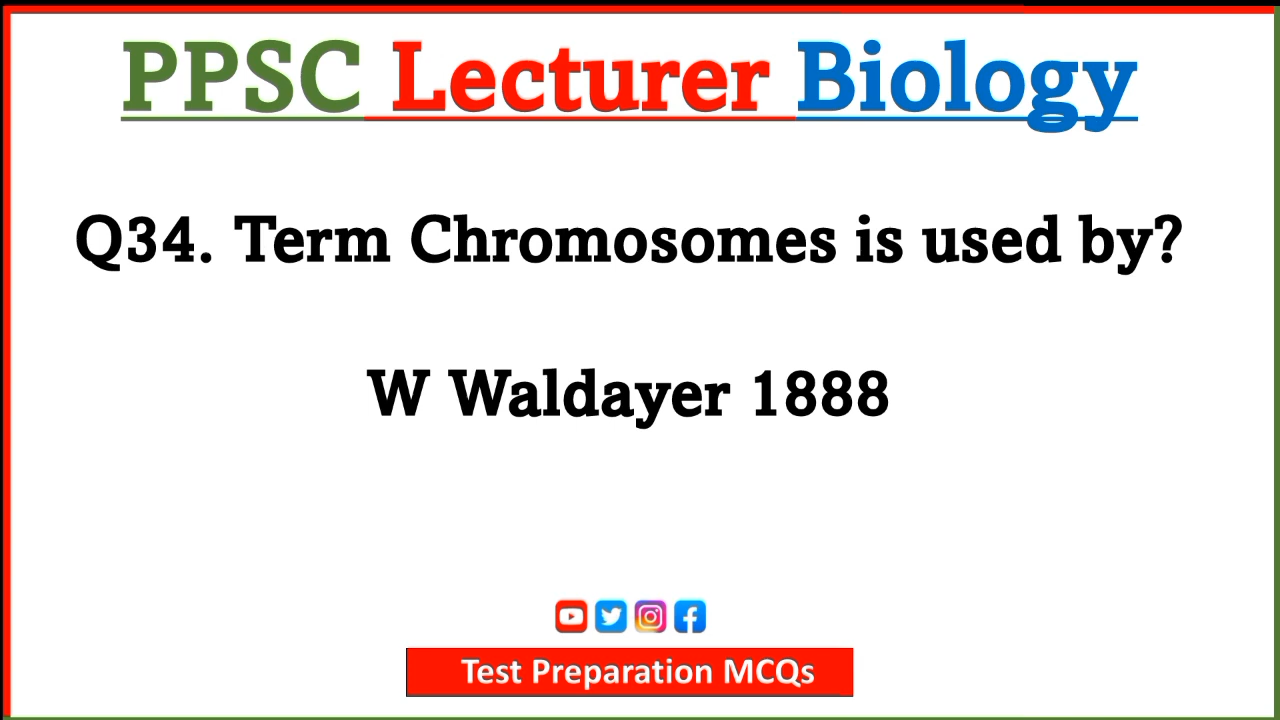 PPSC Lecturer Biology
Q34. Term Chromosomes is used by?
W Waldayer 1888
Test Preparation MCQs